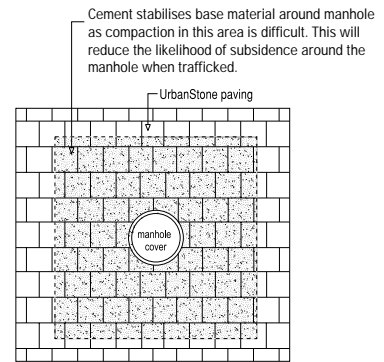 Cement stabilises base material around manhole
as compaction in this area is difficult. This will
reduce the likelihood of subsidence around the
manhole when trafficked.
UrbanStone paving
manhole
cover